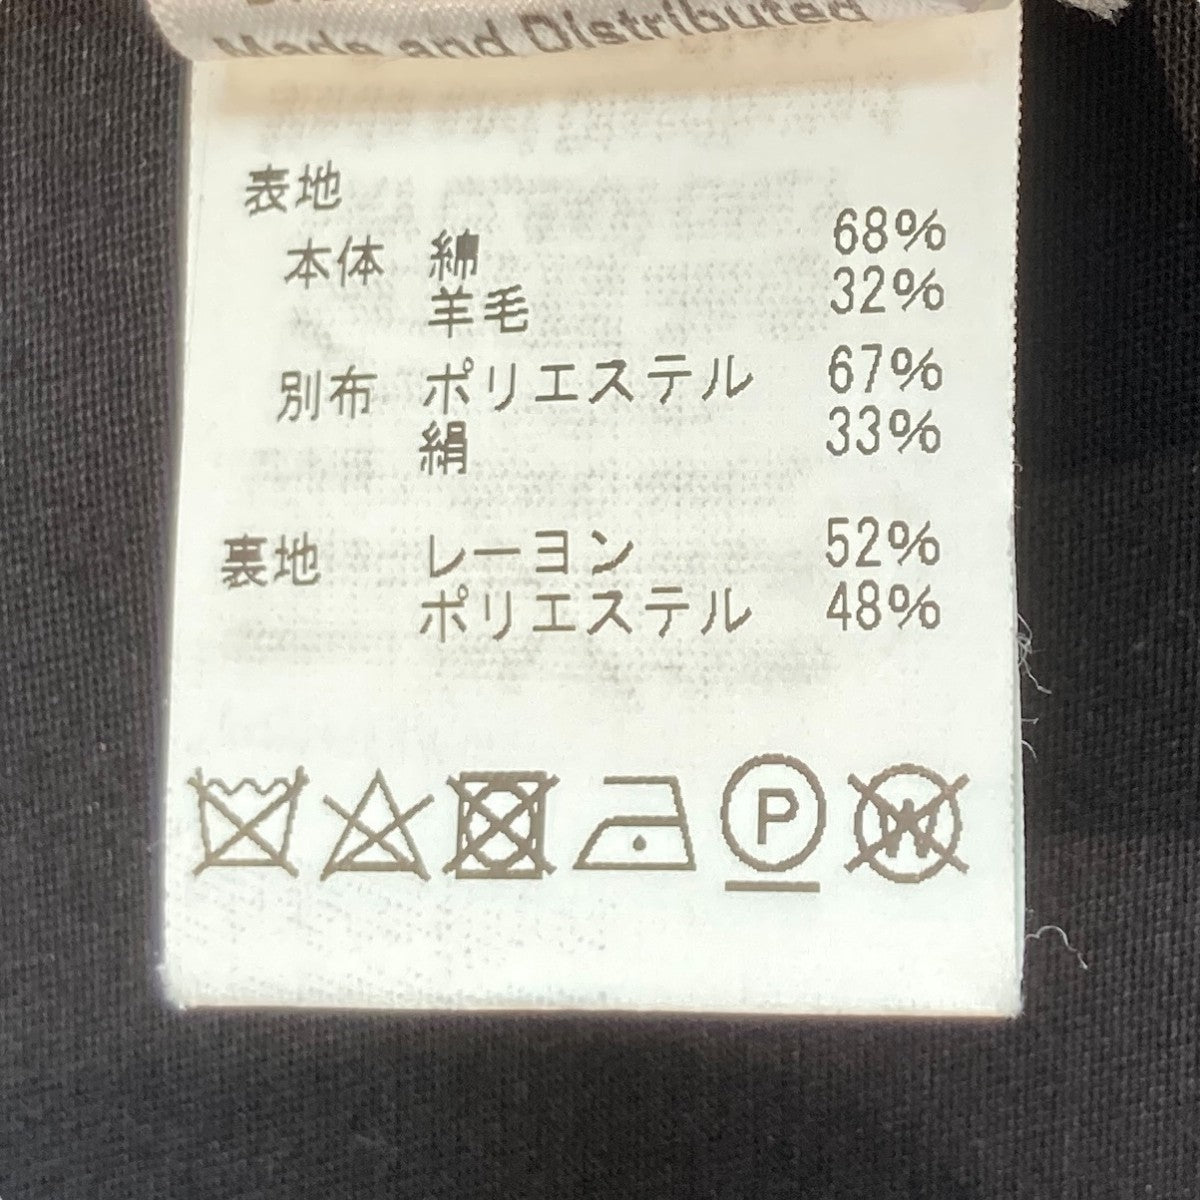 Made and Distributed
表地
本体 綿 68%
羊毛 32%
別布 ポリエステル 67%
絹 33%
裏地 レーヨン 52%
ポリエステル 48%
P
W